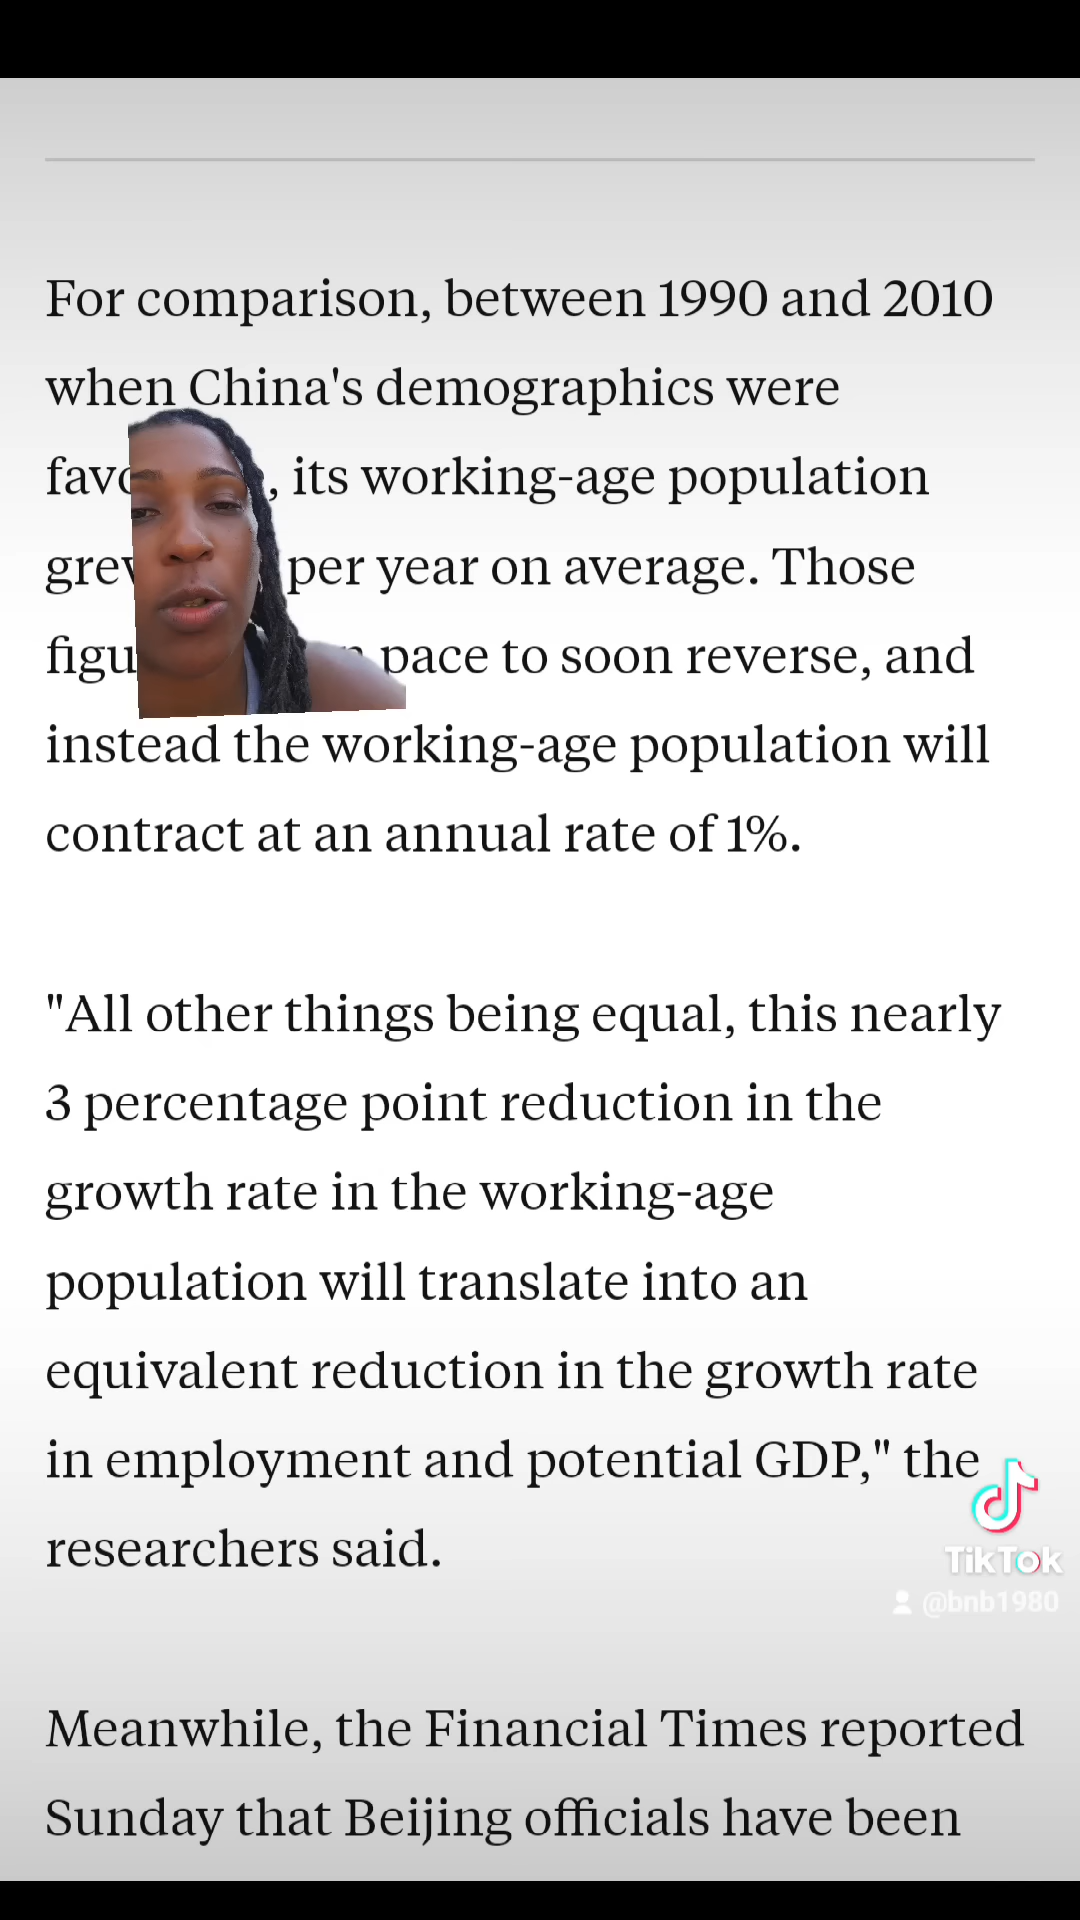 For comparison, between 1990 and 2010
when China's demographics were
, its working-age population
per year on average. Those
pace to soon reverse, and
instead the working-age population will
contract at an annual rate of 1%.
"All other things being equal, this nearly
3 percentage point reduction in the
growth rate in the working-age
population will translate into an
equivalent reduction in the growth rate
in employment and potential GDP," the
researchers said.
TikTok
@bnb1980
Meanwhile, the Financial Times reported
Sunday that Beijing officials have been